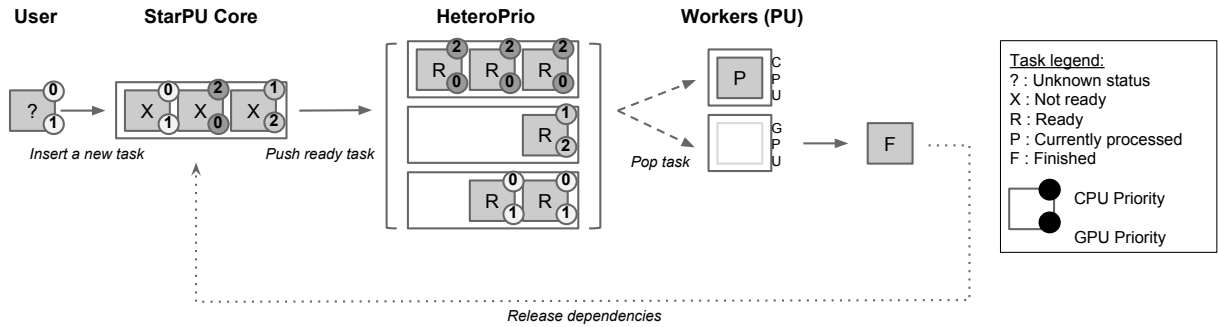 User
StarPU Core
HeteroPrio
Workers (PU)
2 2 2
R R R
0 0 0
C
P
U
P
Task legend:
? : Unknown status
X : Not ready
R : Ready
P : Currently processed
F : Finished
0
?
1
0 2 1
X X X
1 0 2
1
R
2
G
P
U
F
Insert a new task
Push ready task
Pop task
0 0
R R
1 1
CPU Priority
GPU Priority
Release dependencies